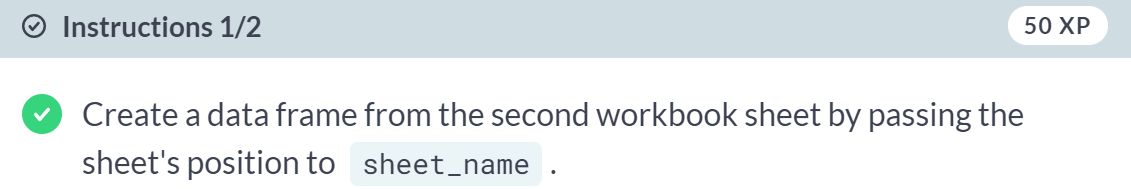 Instructions 1/2
50 XP
Create a data frame from the second workbook sheet by passing the
sheet's position to sheet_name .